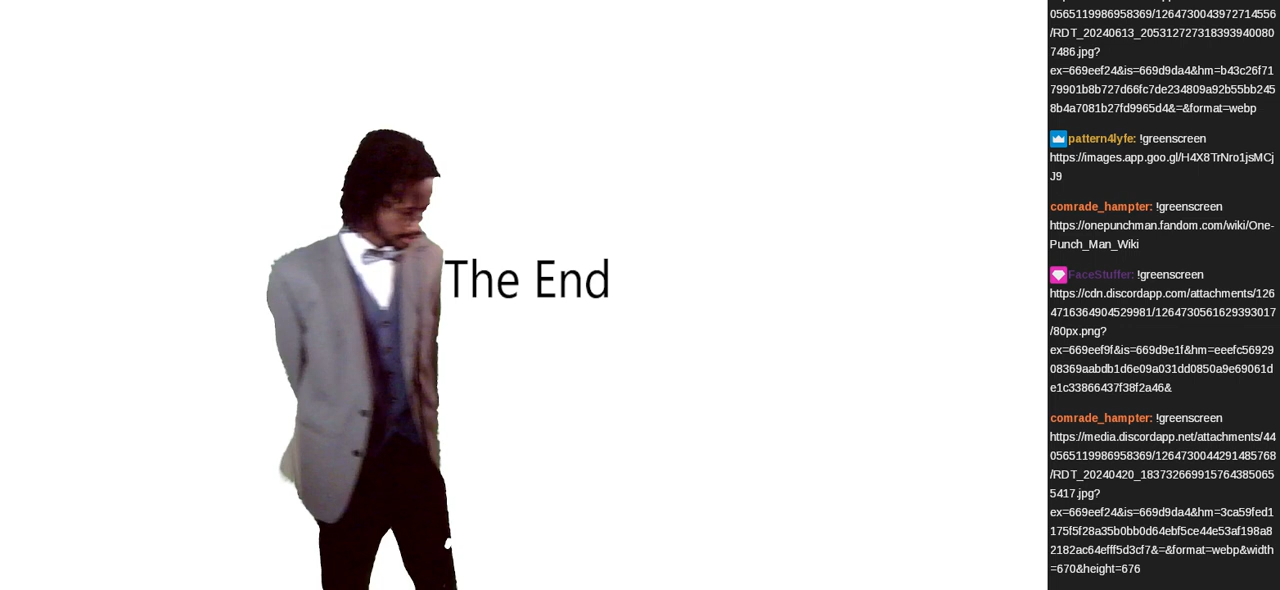 The End
0565119986958369/1264730043972714556
/RDT_20240613_205312727318393940080
7486.jpg?
ex=669eef24&is=669d9da4&hm=b43c26f71
79901b8b727d66fc7de234809a92b55bb245
8b4a7081b27fd9965d4&=&format=webp
pattern4lyfe: !greenscreen
https://images.app.goo.gl/H4X8TrNro1jsMCj
J9
comrade_hampter: !greenscreen
https://onepunchman.fandom.com/wiki/One-
Punch_Man_Wiki
FaceStuffer: !greenscreen
https://cdn.discordapp.com/attachments/126
4716364904529981/1264730561629393017
/80px.png?
ex=669eef9f&is=669d9e1f&hm=eeefc56929
08369aabdb1d6e09a031dd0850a9e69061d
e1c33866437f38f2a46&
comrade_hampter: !greenscreen
https://media.discordapp.net/attachments/44
0565119986958369/1264730044291485768
/RDT_20240420_183732669915764385065
5417.jpg?
ex=669eef24&is=669d9da4&hm=3ca59fed1
175f5f28a35b0bb0d64ebf5ce44e53af198a8
2182ac64efff5d3cf7&=&format=webp&width
=670&height=676